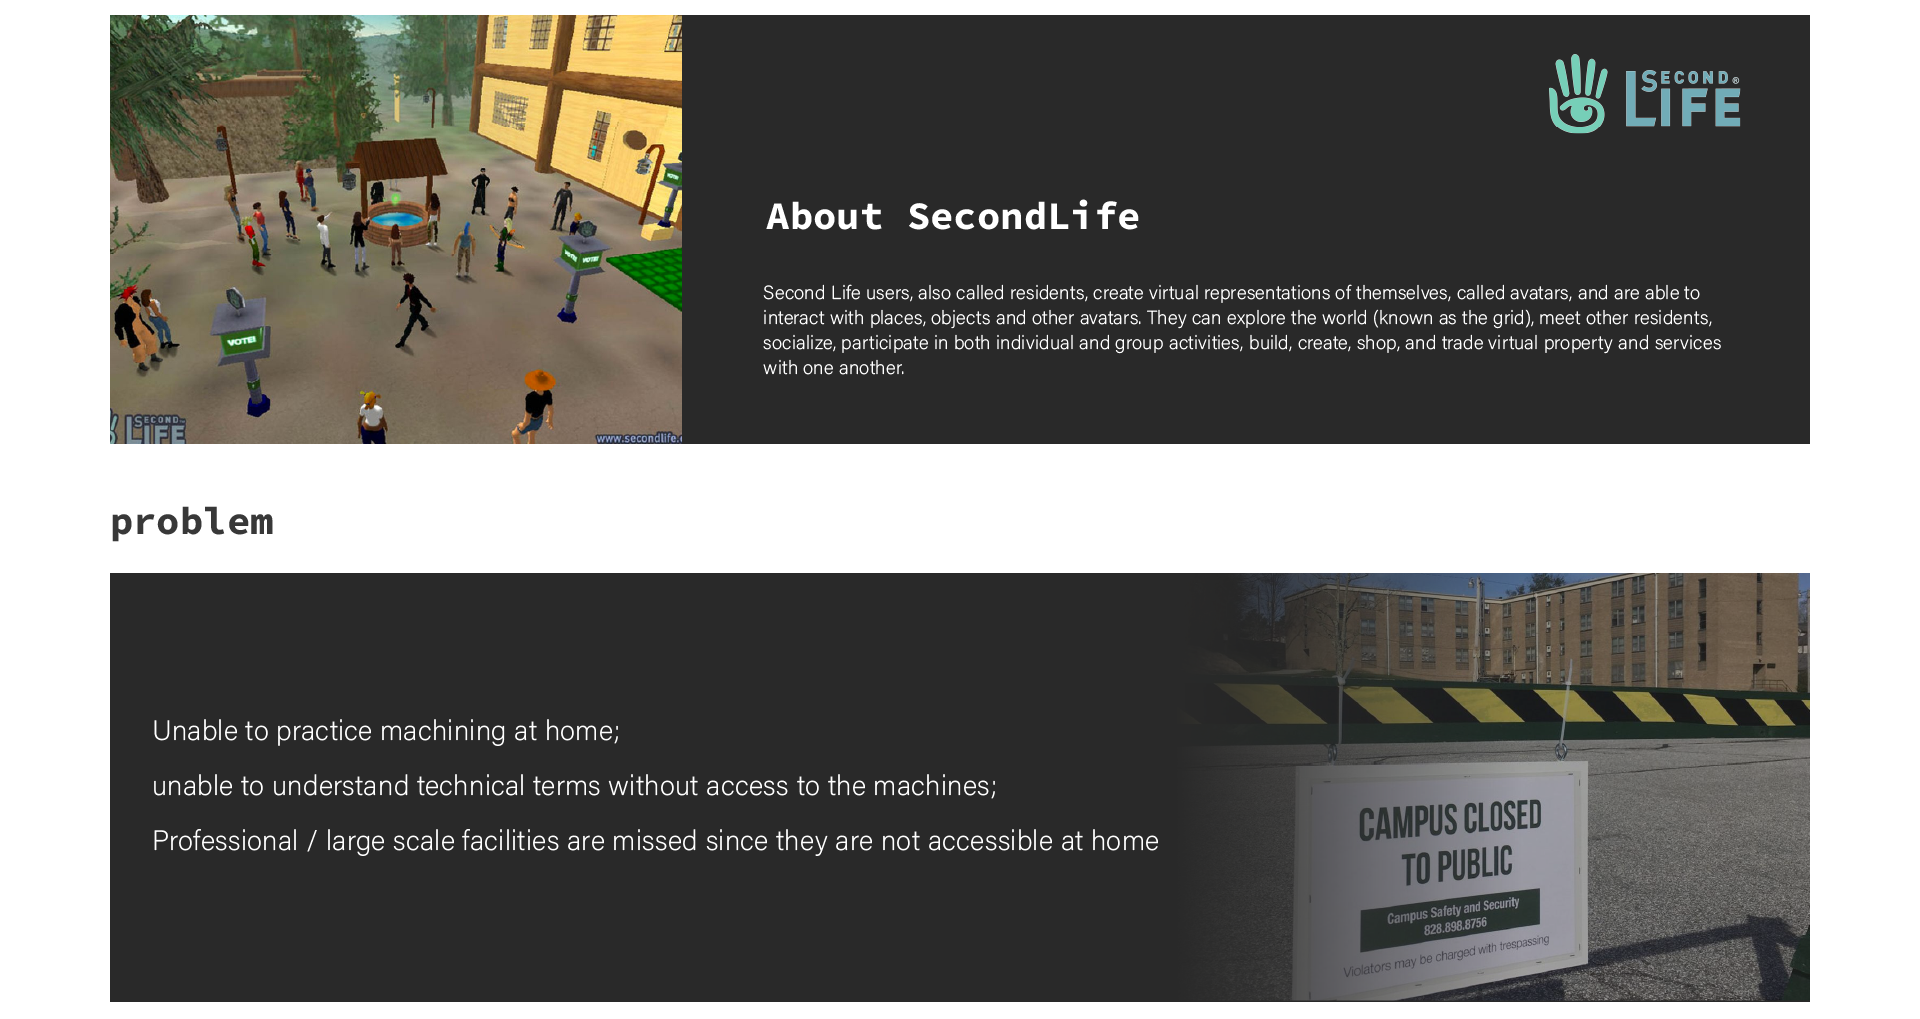 SECOND®
LIFE
VOTE!
VOTE!
VOTE!
SECOND
LIFE
www.secondlife.
About SecondLife
Second Life users, also called residents, create virtual representations of themselves, called avatars, and are able to
interact with places, objects and other avatars. They can explore the world (known as the grid), meet other residents,
socialize, participate in both individual and group activities, build, create, shop, and trade virtual property and services
with one another.
problem
Unable to practice machining at home;
unable to understand technical terms without access to the machines;
Professional / large scale facilities are missed since they are not accessible at home
CAMPUS CLOSED
TO PUBLIC
Campus Safety and Security
828.898.8756
Violators may be charged with trespassing